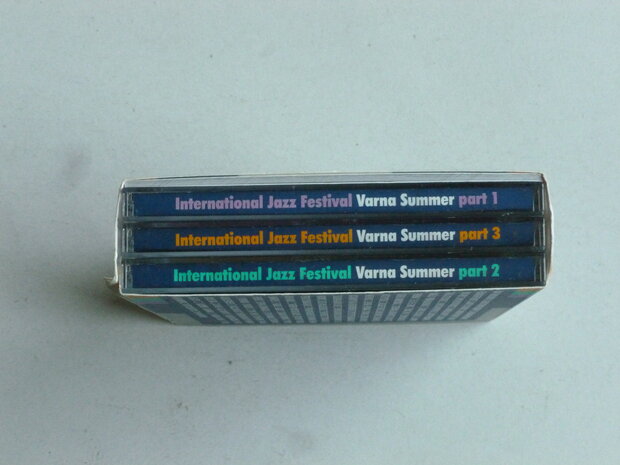 International Jazz Festival Varna Summer part 1
International Jazz Festival Varna Summer part 3
International Jazz Festival Varna Summer part 2